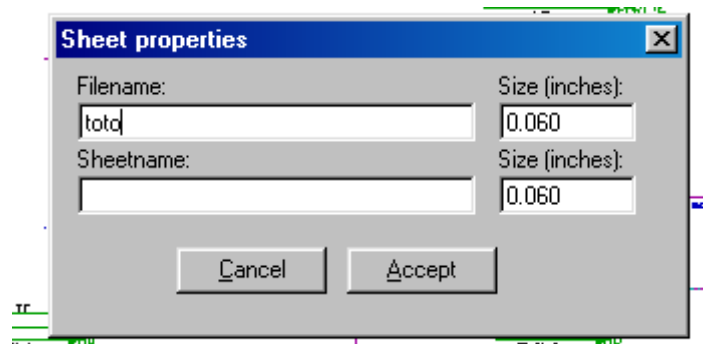 Sheet properties
Filename: Size (inches):
toto 0.060
Sheetname: Size (inches):
0.060
Cancel Accept